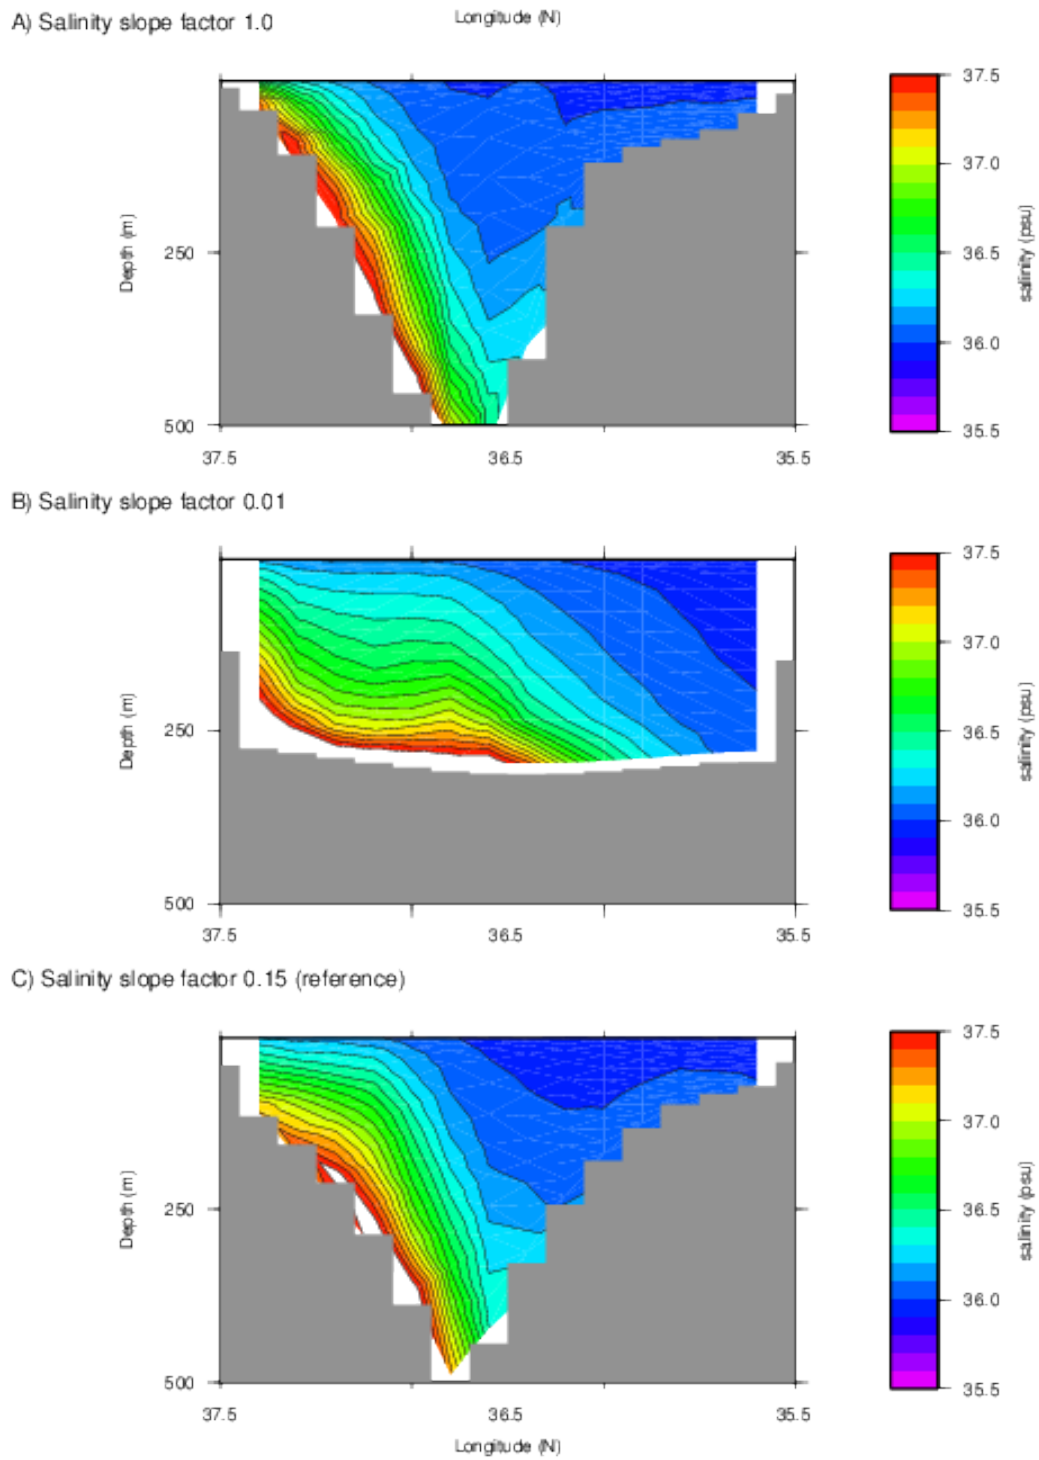 A) Salinity slope factor 1.0
Longitude (N)
Depth (m)
250
500
37.5
36.5
35.5
37.5
37.0
36.5
36.0
35.5
salinity (psu)
B) Salinity slope factor 0.01
Depth (m)
250
500
37.5
36.5
35.5
37.5
37.0
36.5
36.0
35.5
salinity (psu)
C) Salinity slope factor 0.15 (reference)
Depth (m)
250
500
37.5
36.5
35.5
Longitude (N)
37.5
37.0
36.5
36.0
35.5
salinity (psu)